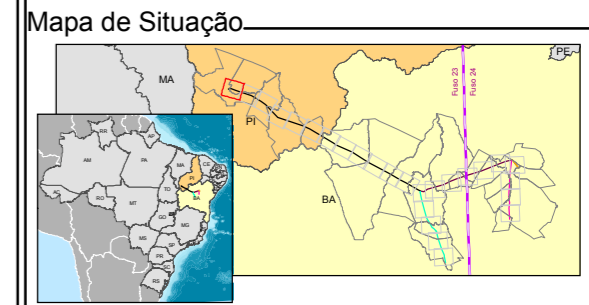 Mapa de Situação
PE
MA
Fuso 23
Fuso 24
PI
BA
RR
AP
AM
PA
MA
CE
PI
AC
TO
RO
BA
MT
GO
MG
MS
SP
PR
RS